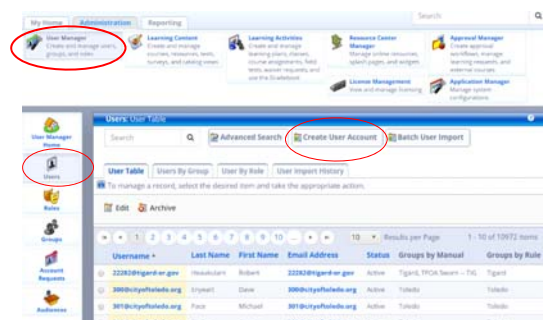 Search
My Home Administration Reporting
User Manager
Create and manage users, groups, and roles
Learning Content
Create and manage courses, resources, tests, surveys, and rating views
Learning Activities
Create and manage learning plans, classes, course assignments, field tests, waiver requests, and use the Gradebook
Resource Center Manager
Manage online resources, splash pages, and widgets
Approval Manager
Create approval workflows, manage learning requests, and external courses
License Management
View and manage licensing
Application Manager
Manage system configurations.
Users: User Table
User Manager Home
Search Advanced Search Create User Account Batch User Import
Users
User Table Users By Group User By Role User Import History
To manage a record, select the desired item and take the appropriate action.
Roles
Edit Archive
Groups
1 2 3 4 5 6 7 8 9 10 ... 10 Results per Page 1 - 10 of 10972 items
Username Last Name First Name Email Address Status Groups by Manual Groups by Rule
Account Requests
22282@tigard-or.gov Robert 22282@tigard-or.gov Active Tigard, TPOA Sworn - TIG Tigard
300@cityoftoledo.org Dave 300@cityoftoledo.org Active Toledo Toledo
Audiences
301@cityoftoledo.org Pace Michael 301@cityoftoledo.org Active Toledo Toledo